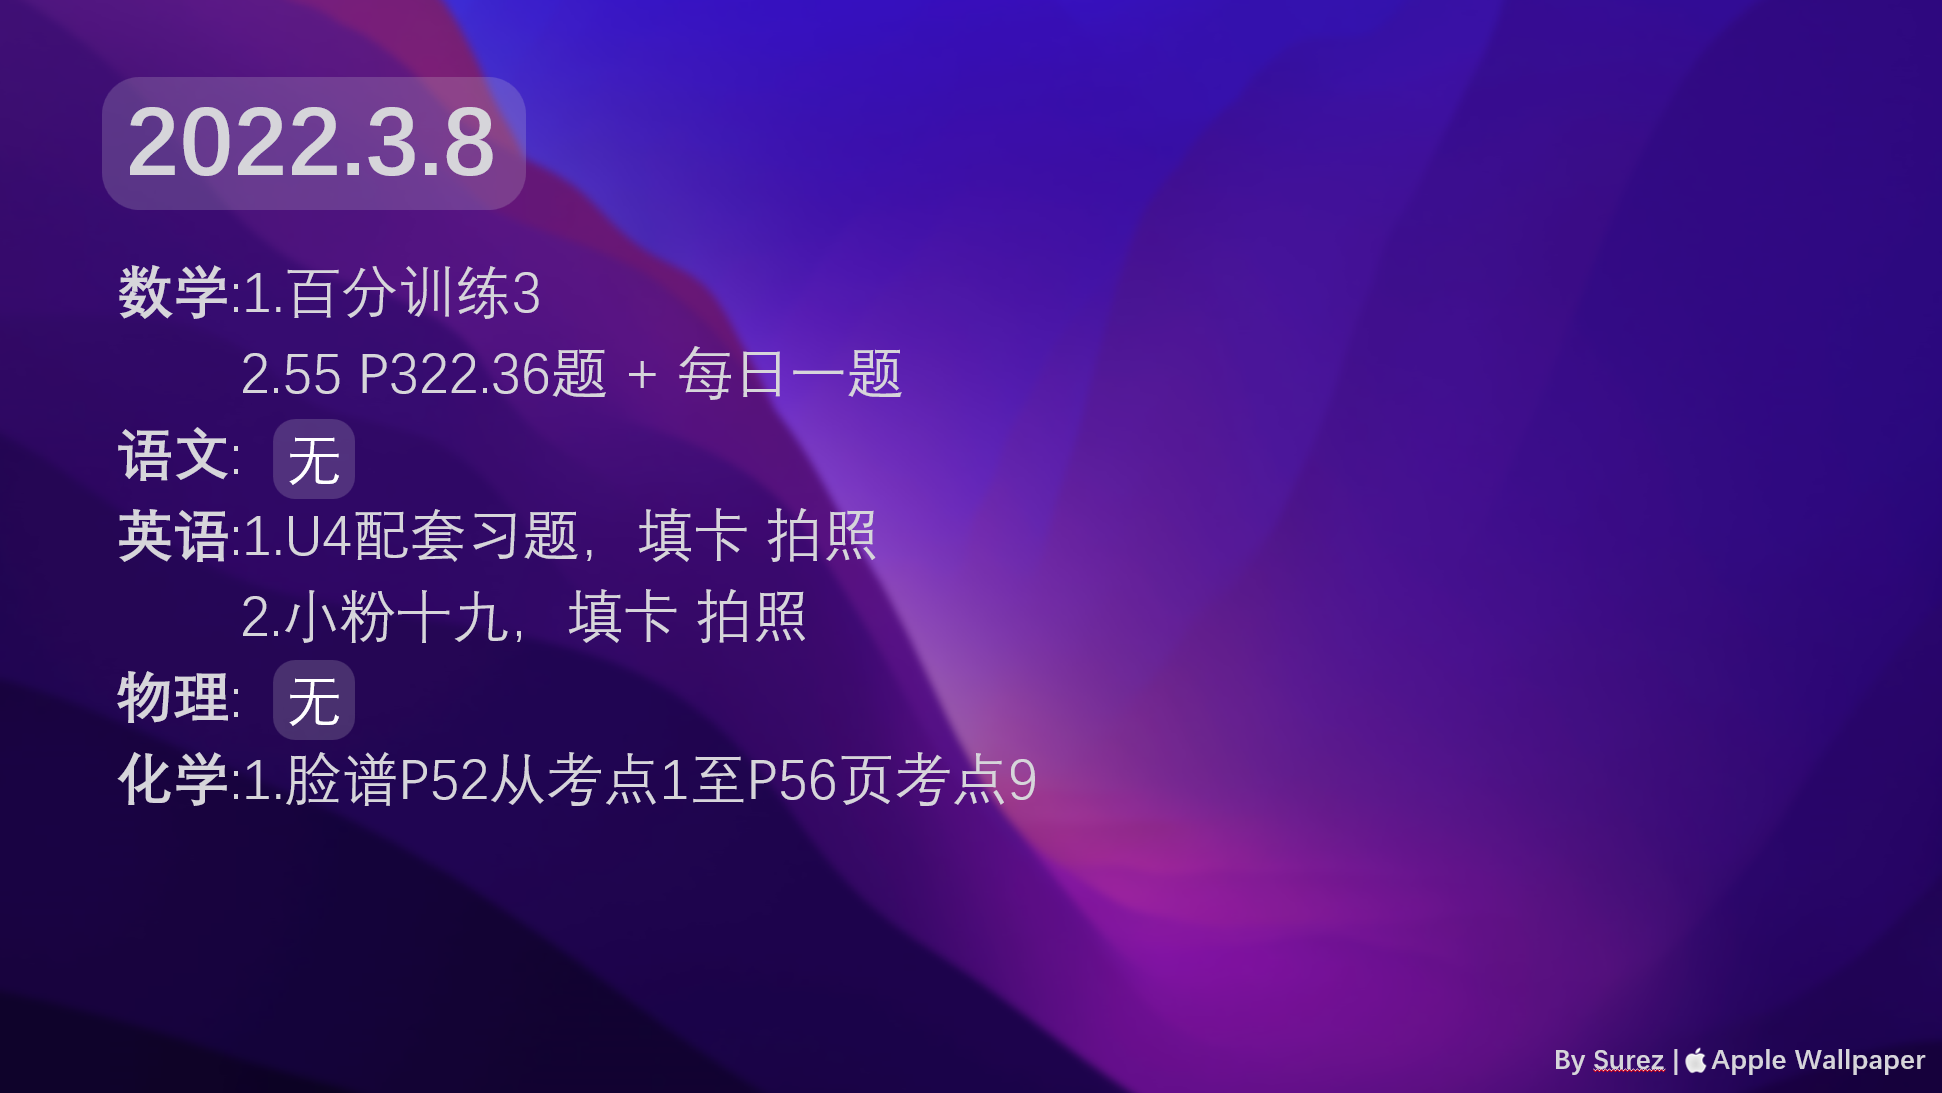 2022.3.8
数学:1.百分训练3
2.55 P322.36题 + 每日一题
语文: 无
英语:1.U4配套习题, 填卡 拍照
2.小粉十九, 填卡 拍照
物理: 无
化学:1.脸谱P52从考点1至P56页考点9
By Surez | Apple Wallpaper